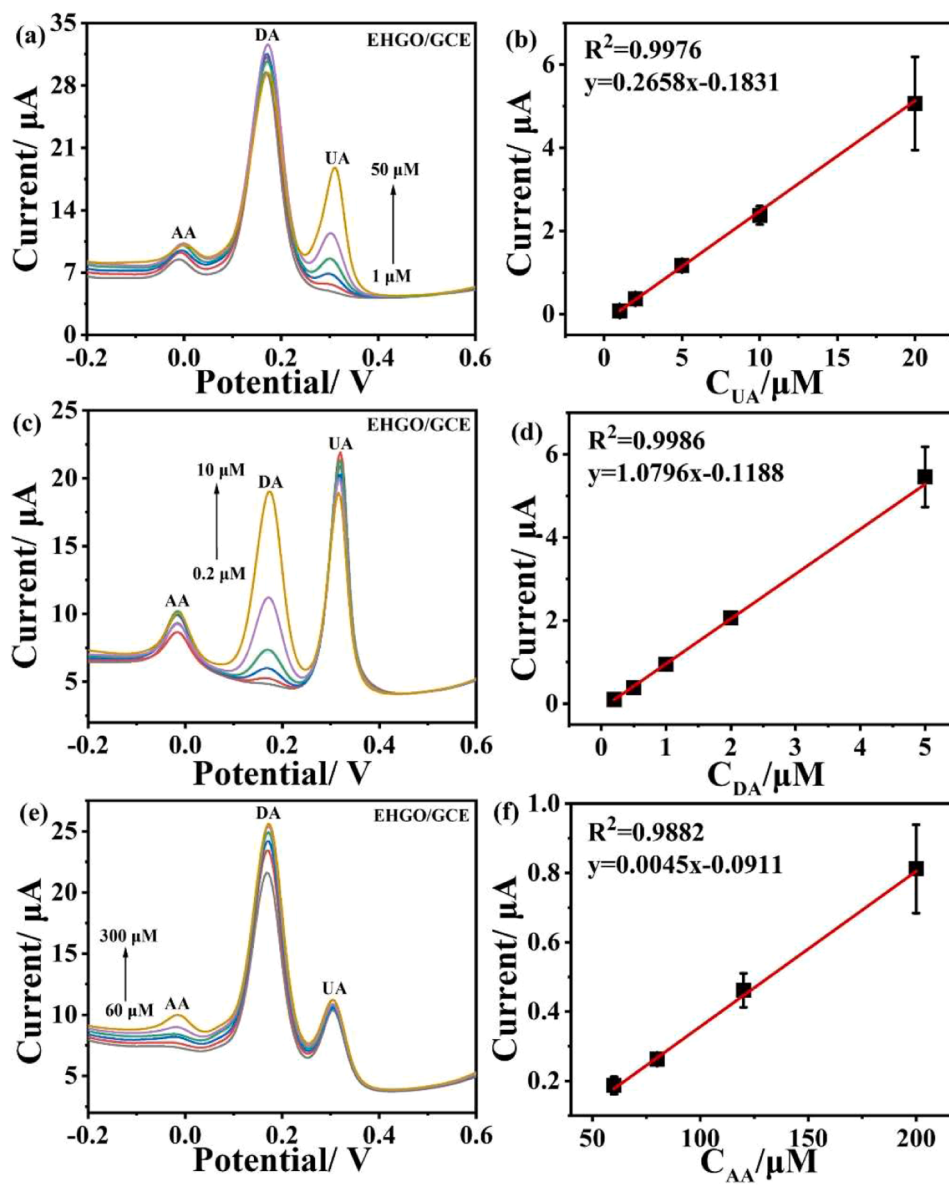 (a)
DA
EHGO/GCE
UA
50 μM
1 μM
AA
Current/ μA
35
28
21
14
7
0
-0.2
0.0
0.2
0.4
0.6
Potential/ V
(b)
R²=0.9976
y=0.2658x-0.1831
Current/ μA
6
4
2
0
5
10
15
20
C_UA/μM
(c)
EHGO/GCE
UA
10 μM
DA
0.2 μM
AA
Current/ μA
25
20
15
10
5
-0.2
0.0
0.2
0.4
0.6
Potential/ V
(d)
R²=0.9986
y=1.0796x-0.1188
Current/ μA
6
4
2
0
0
1
2
3
4
5
C_DA/μM
(e)
DA
EHGO/GCE
300 μM
60 μM
AA
UA
Current/ μA
25
20
15
10
5
-0.2
0.0
0.2
0.4
0.6
Potential/ V
(f)
R²=0.9882
y=0.0045x-0.0911
Current/ μA
1.0
0.8
0.6
0.4
0.2
50
100
150
200
C_AA/μM